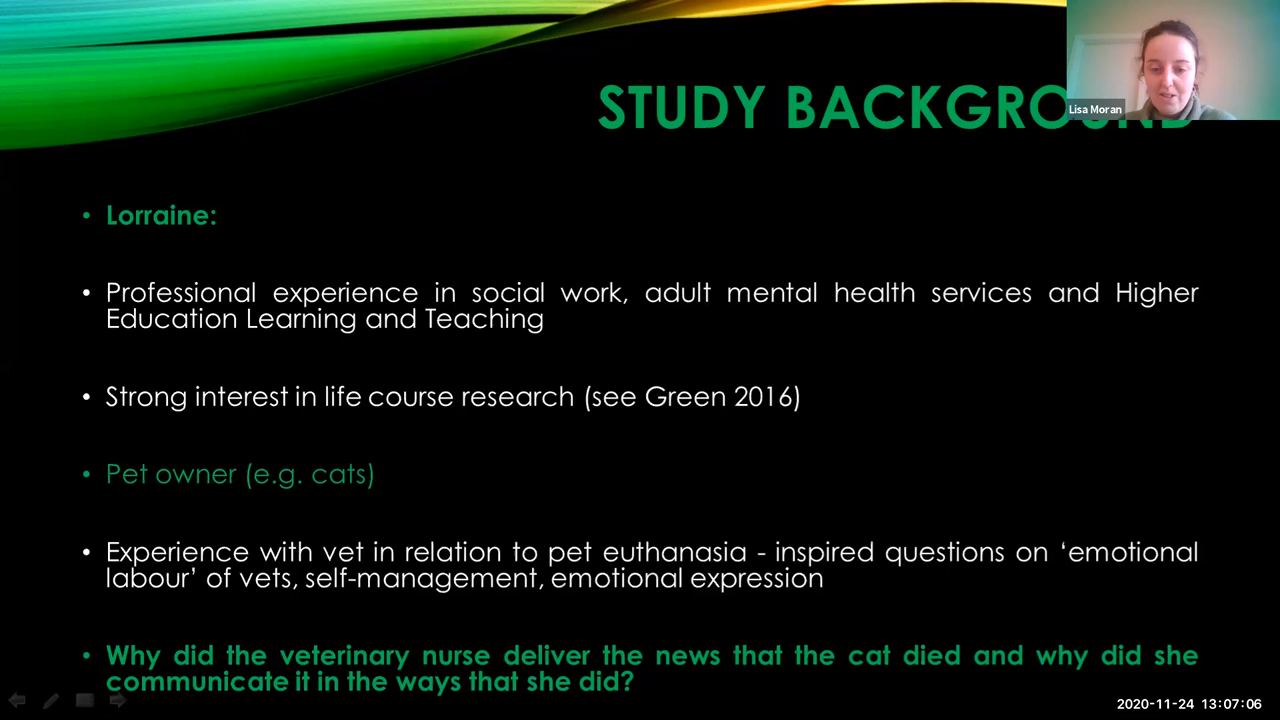 STUDY BACKGROUND
Lisa Moran
• Lorraine:
• Professional experience in social work, adult mental health services and Higher
Education Learning and Teaching
• Strong interest in life course research (see Green 2016)
• Pet owner (e.g. cats)
• Experience with vet in relation to pet euthanasia - inspired questions on ‘emotional
labour’ of vets, self-management, emotional expression
• Why did the veterinary nurse deliver the news that the cat died and why did she
communicate it in the ways that she did?
2020-11-24 13:07:06